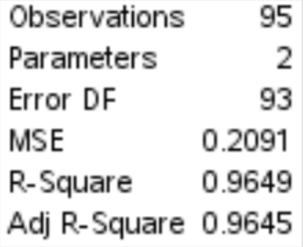 Observations 95
Parameters 2
Error DF 93
MSE 0.2091
R-Square 0.9649
Adj R-Square 0.9645